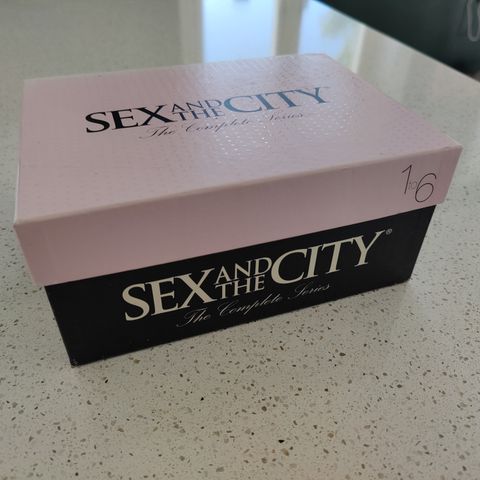 SEX AND THE CITY
The Complete Series
1 TO 6
SEX AND THE CITY®
The Complete Series